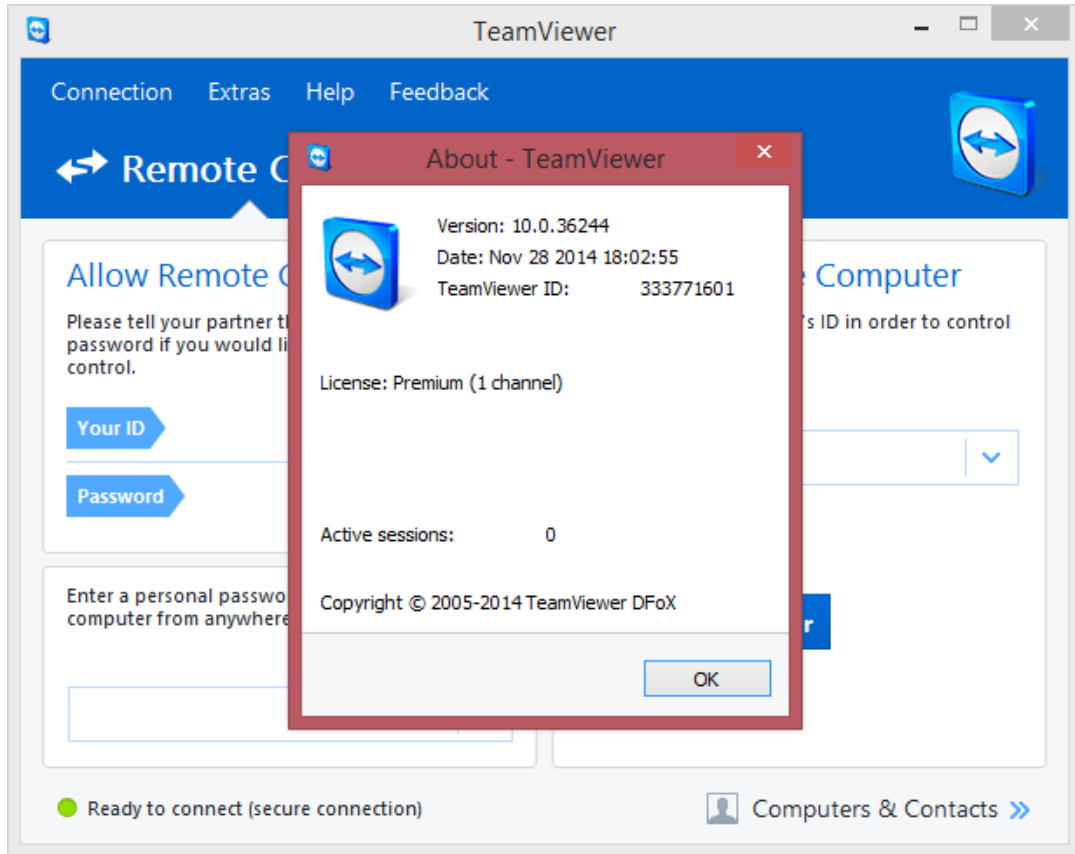 TeamViewer
Connection Extras Help Feedback
Remote C
About - TeamViewer
Version: 10.0.36244
Date: Nov 28 2014 18:02:55
TeamViewer ID: 333771601
License: Premium (1 channel)
Active sessions: 0
Copyright © 2005-2014 TeamViewer DFoX
OK
Allow Remote
Please tell your partner t
password if you would li
control.
Your ID
Password
Enter a personal passwo
computer from anywhere
Computer
's ID in order to control
r
Ready to connect (secure connection)
Computers & Contacts